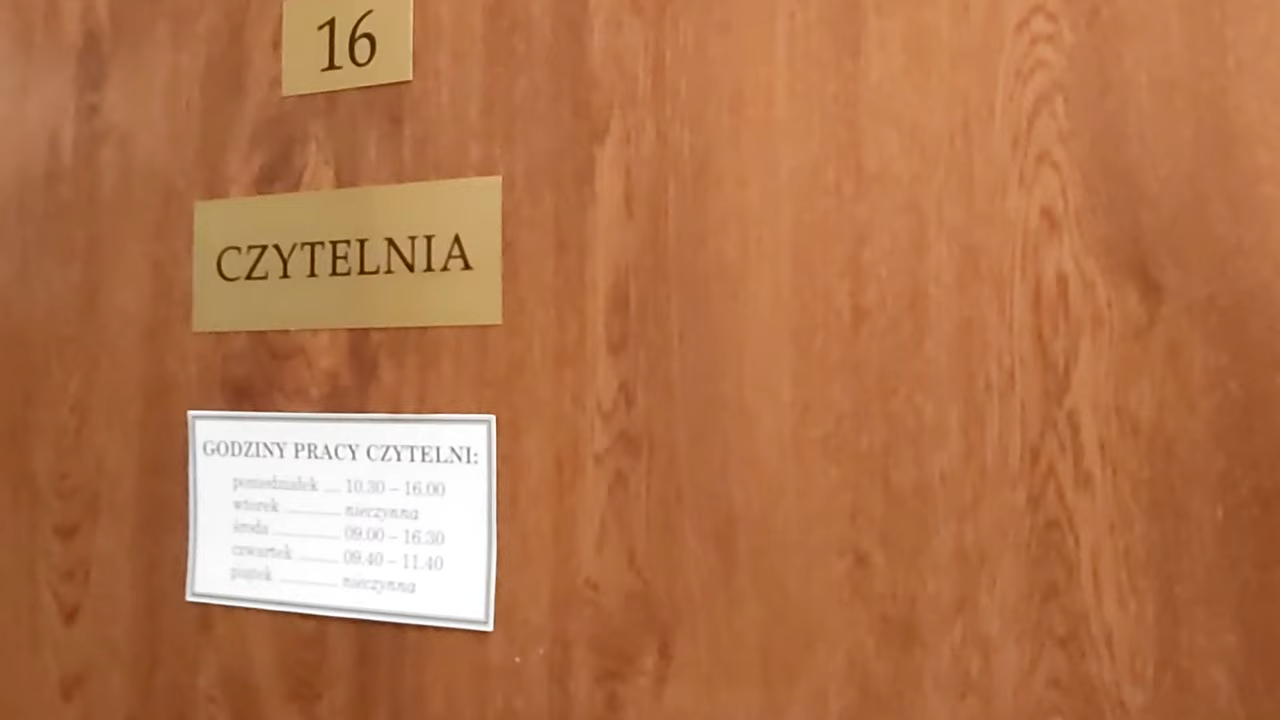 16
CZYTELNIA
GODZINY PRACY CZYTELNI:
poniedziałek .... 10.30 – 16.00
wtorek ............ nieczynna
środa ............... 09.00 – 16.30
czwartek ......... 09.40 – 11.40
piątek ............. nieczynna